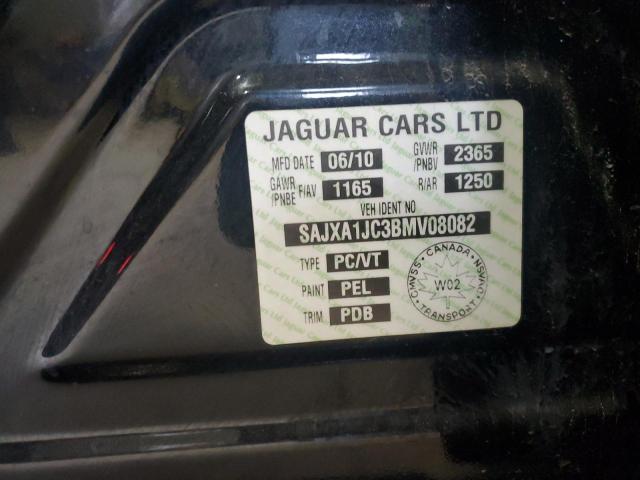 JAGUAR CARS LTD
MFD DATE 06/10 GVWR /PNBV 2365
GAWR /PNBE F/AV 1165 R/AR 1250
VEH IDENT NO
SAJXA1JC3BMV08082
TYPE PC/VT
PAINT PEL
TRIM PDB
CMVSS · CANADA · NSVAC
W02
TRANSPORT